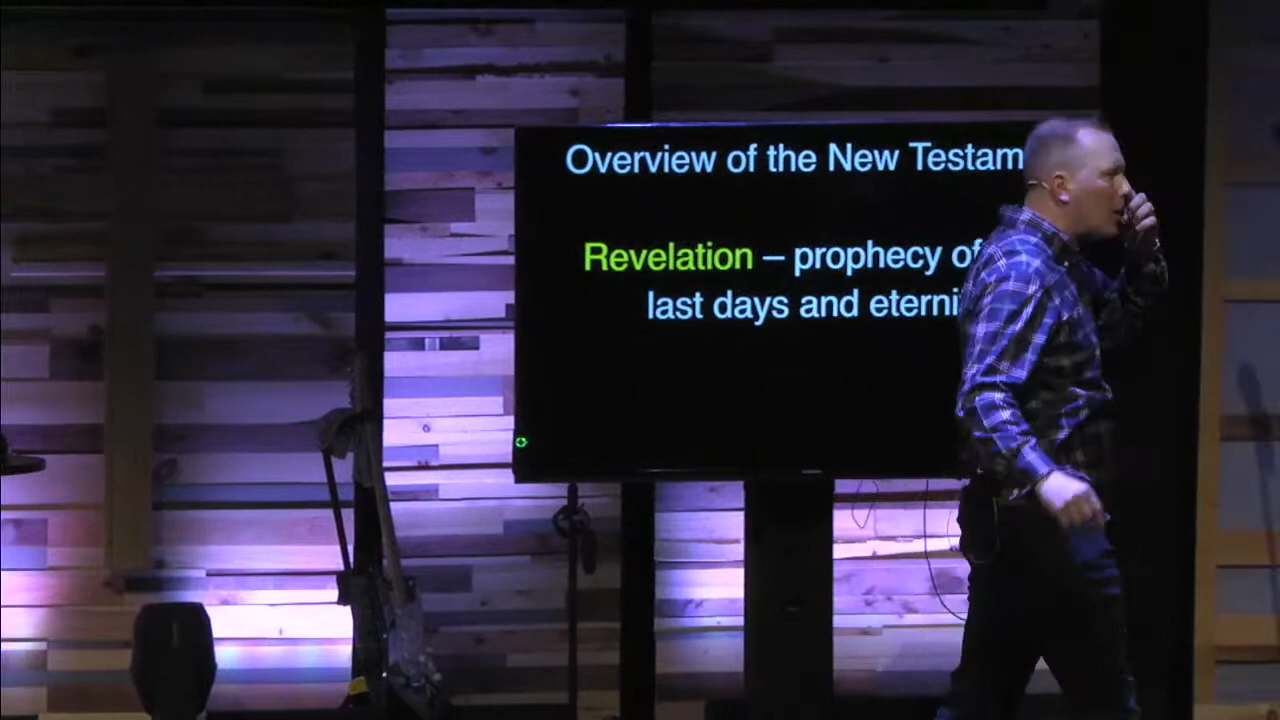 Overview of the New Testam
Revelation – prophecy of
last days and eterni